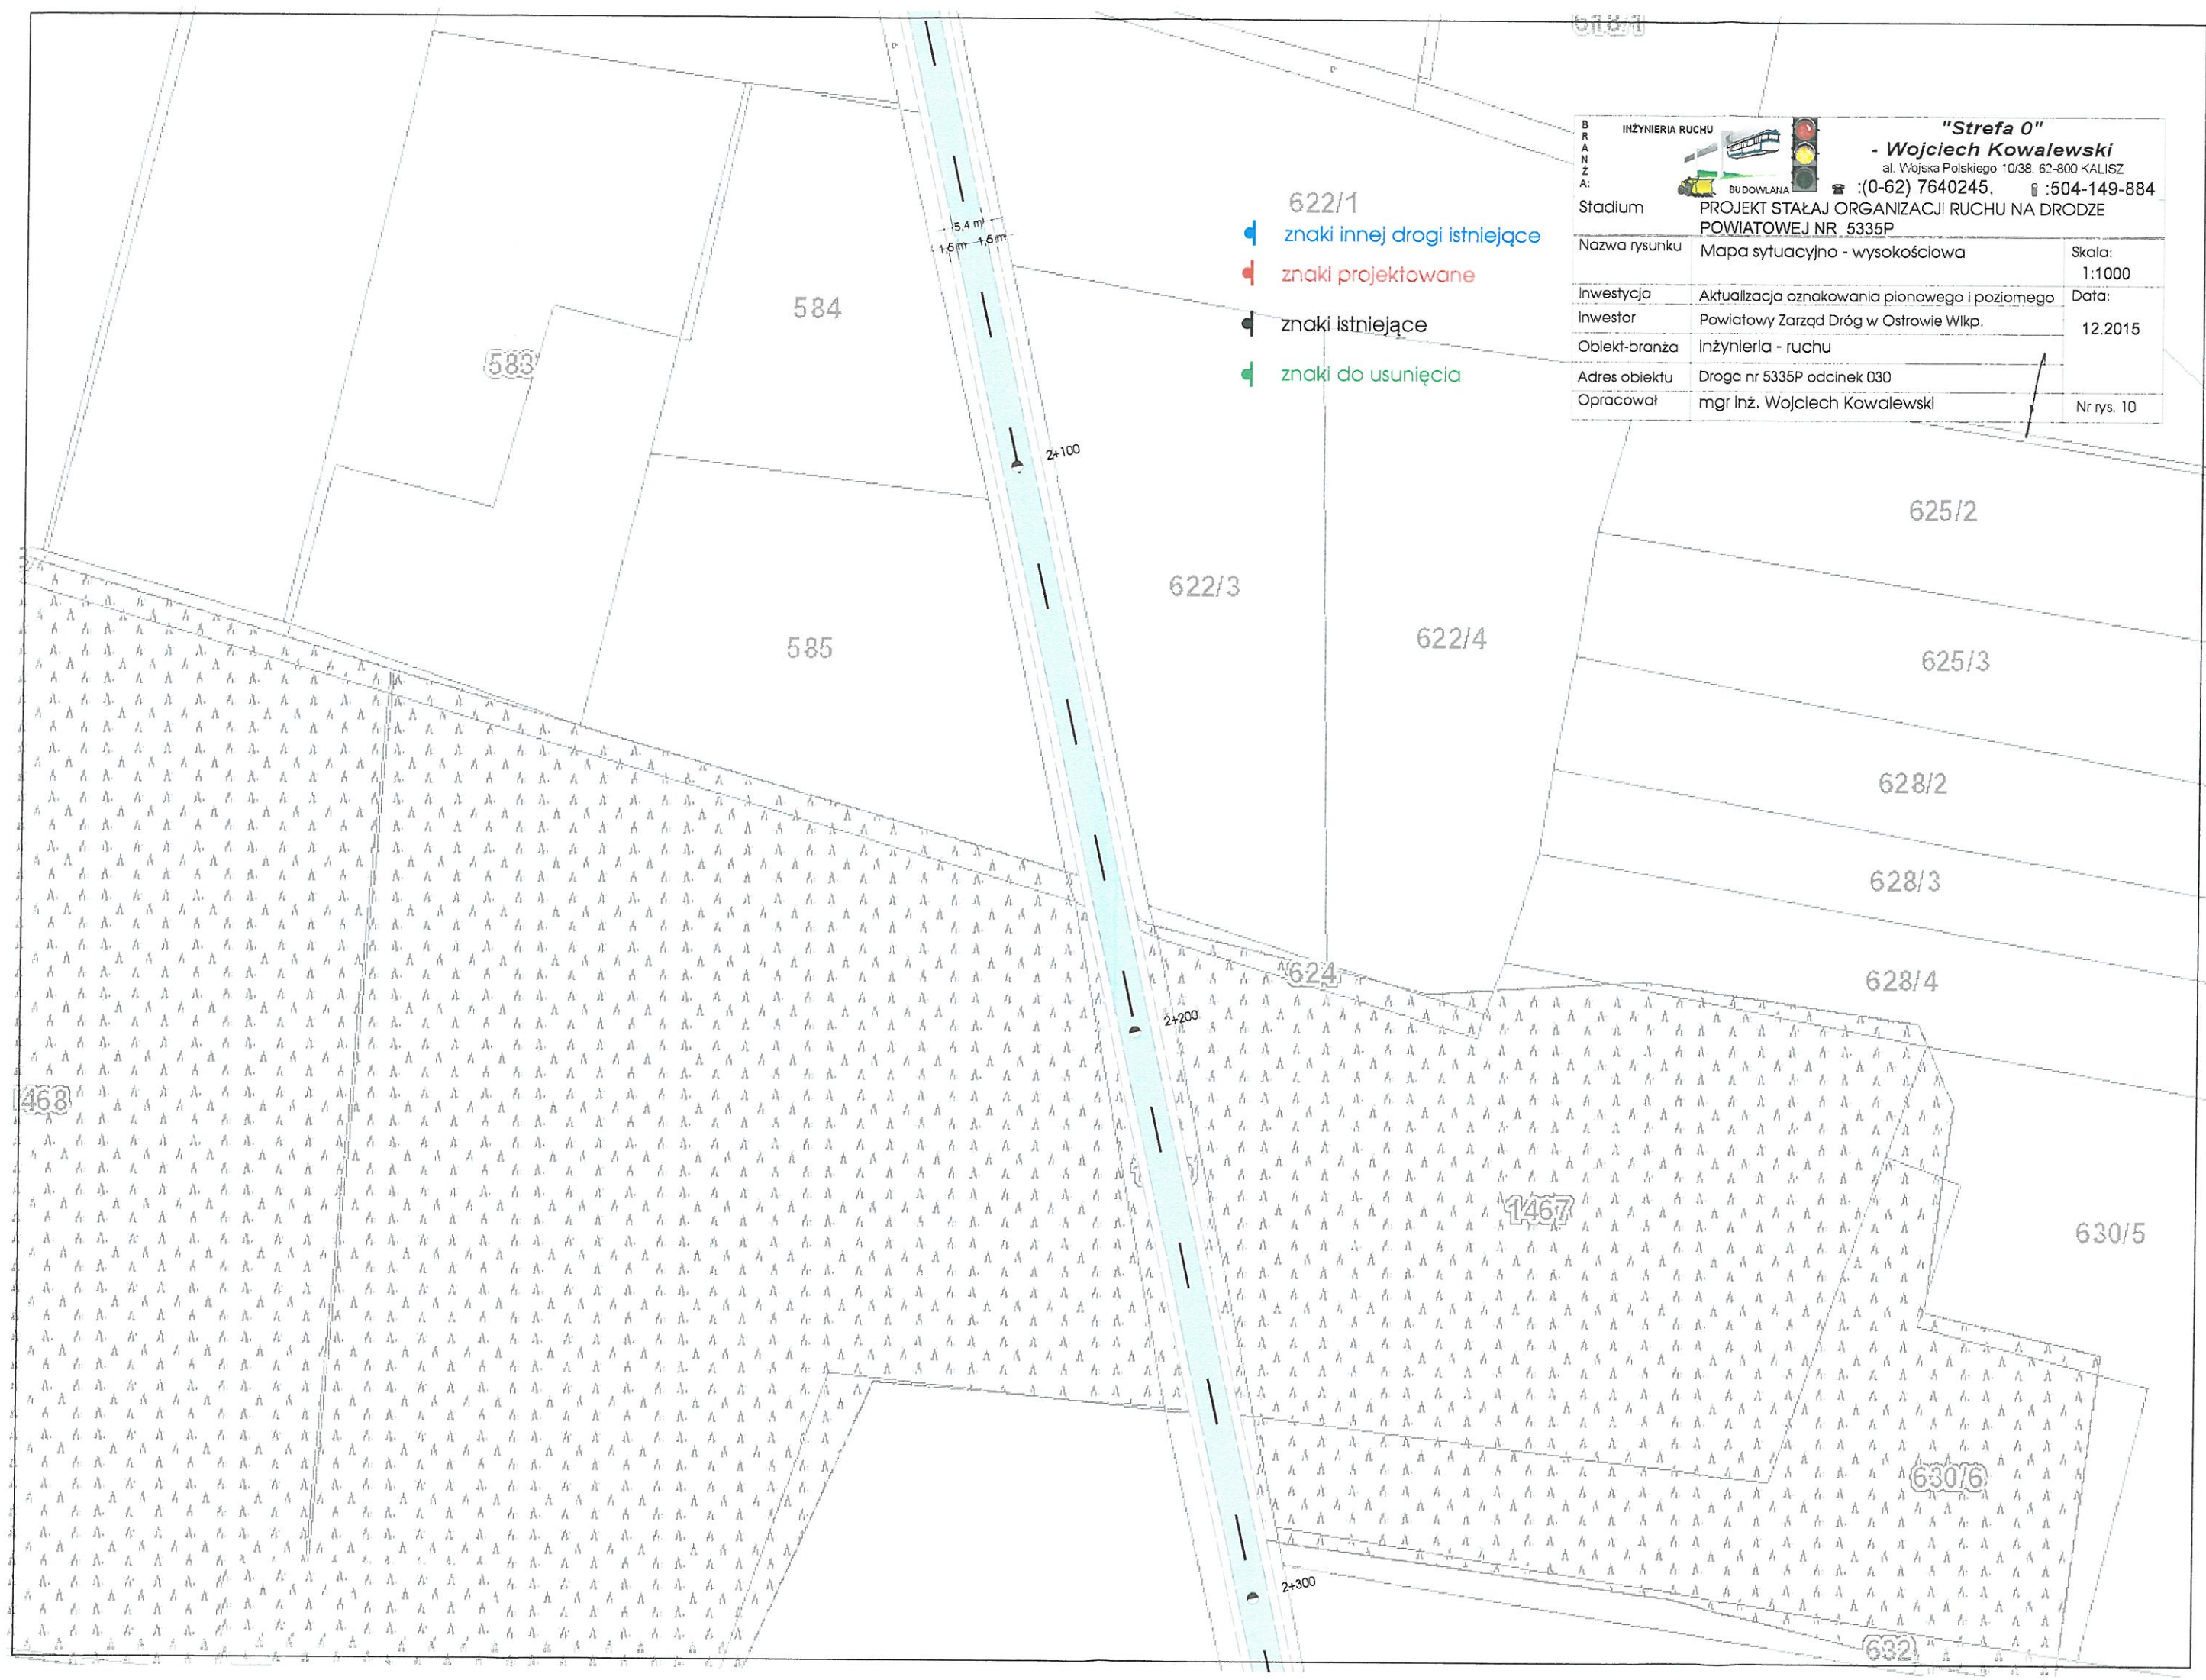 618/1
B
R
A
N
Ż
A:
INŻYNIERIA RUCHU
BUDOWLANA
"Strefa 0"
- Wojciech Kowalewski
al. Wojska Polskiego 10/38, 62-800 KALISZ
:(0-62) 7640245, :504-149-884
Stadium PROJEKT STAŁAJ ORGANIZACJI RUCHU NA DRODZE
POWIATOWEJ NR 5335P
Nazwa rysunku Mapa sytuacyjno - wysokościowa
Skala:
1:1000
Inwestycja Aktualizacja oznakowania pionowego i poziomego
Data:
12.2015
Inwestor Powiatowy Zarząd Dróg w Ostrowie Wlkp.
Obiekt-branża inżynieria - ruchu
Adres obiektu Droga nr 5335P odcinek 030
Opracował mgr inż. Wojciech Kowalewski
Nr rys. 10
622/1
znaki innej drogi istniejące
znaki projektowane
znaki istniejące
znaki do usunięcia
5,4 m
1,5 m 1,5 m
584
583
2+100
625/2
622/3
622/4
585
625/3
628/2
628/3
624
628/4
2+200
468
1467
630/5
630/6
2+300
632